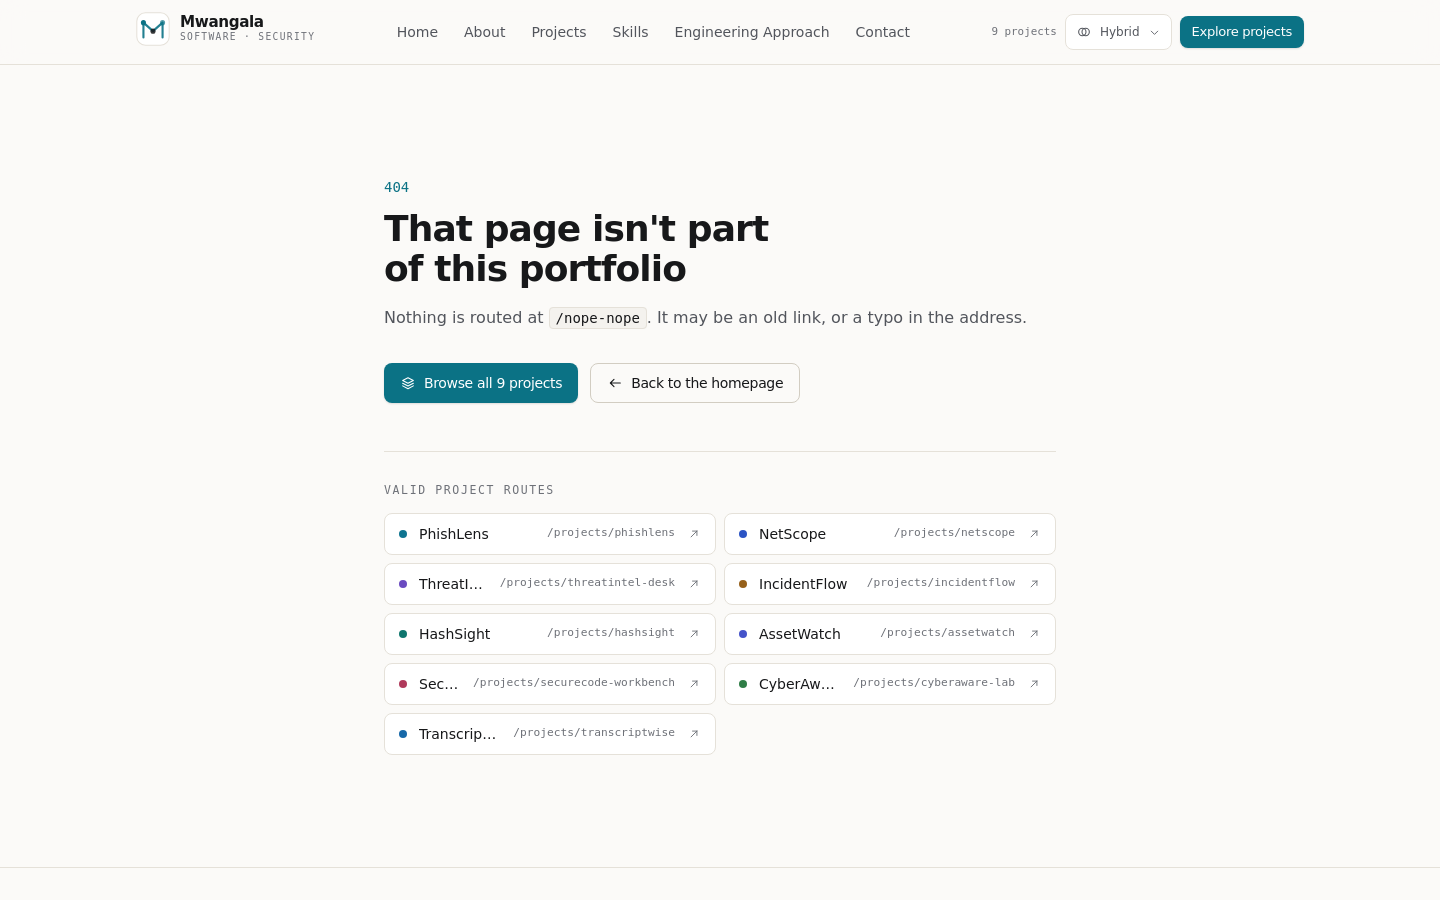 Mwangala
SOFTWARE · SECURITY
Home
About
Projects
Skills
Engineering Approach
Contact
9 projects
Hybrid
Explore projects
404
That page isn't part
of this portfolio
Nothing is routed at /nope-nope. It may be an old link, or a typo in the address.
Browse all 9 projects
Back to the homepage
VALID PROJECT ROUTES
PhishLens /projects/phishlens
NetScope /projects/netscope
ThreatI… /projects/threatintel-desk
IncidentFlow /projects/incidentflow
HashSight /projects/hashsight
AssetWatch /projects/assetwatch
Sec… /projects/securecode-workbench
CyberAw… /projects/cyberaware-lab
Transcrip… /projects/transcriptwise